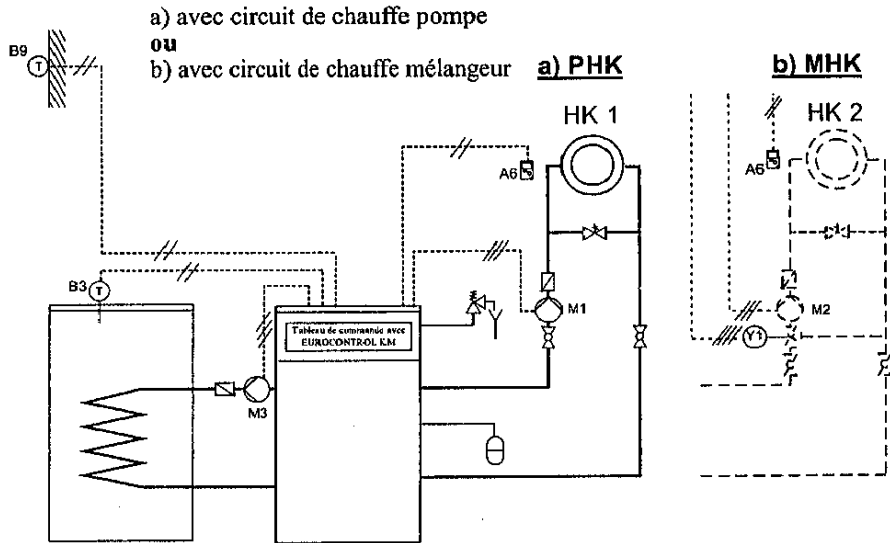 a) avec circuit de chauffe pompe
ou
b) avec circuit de chauffe mélangeur
a) PHK
b) MHK
B9
T
HK 1
HK 2
A6
A6
B3
T
M1
M2
Y1
Tableau de commande avec
EUROCONTROL K.M
M3